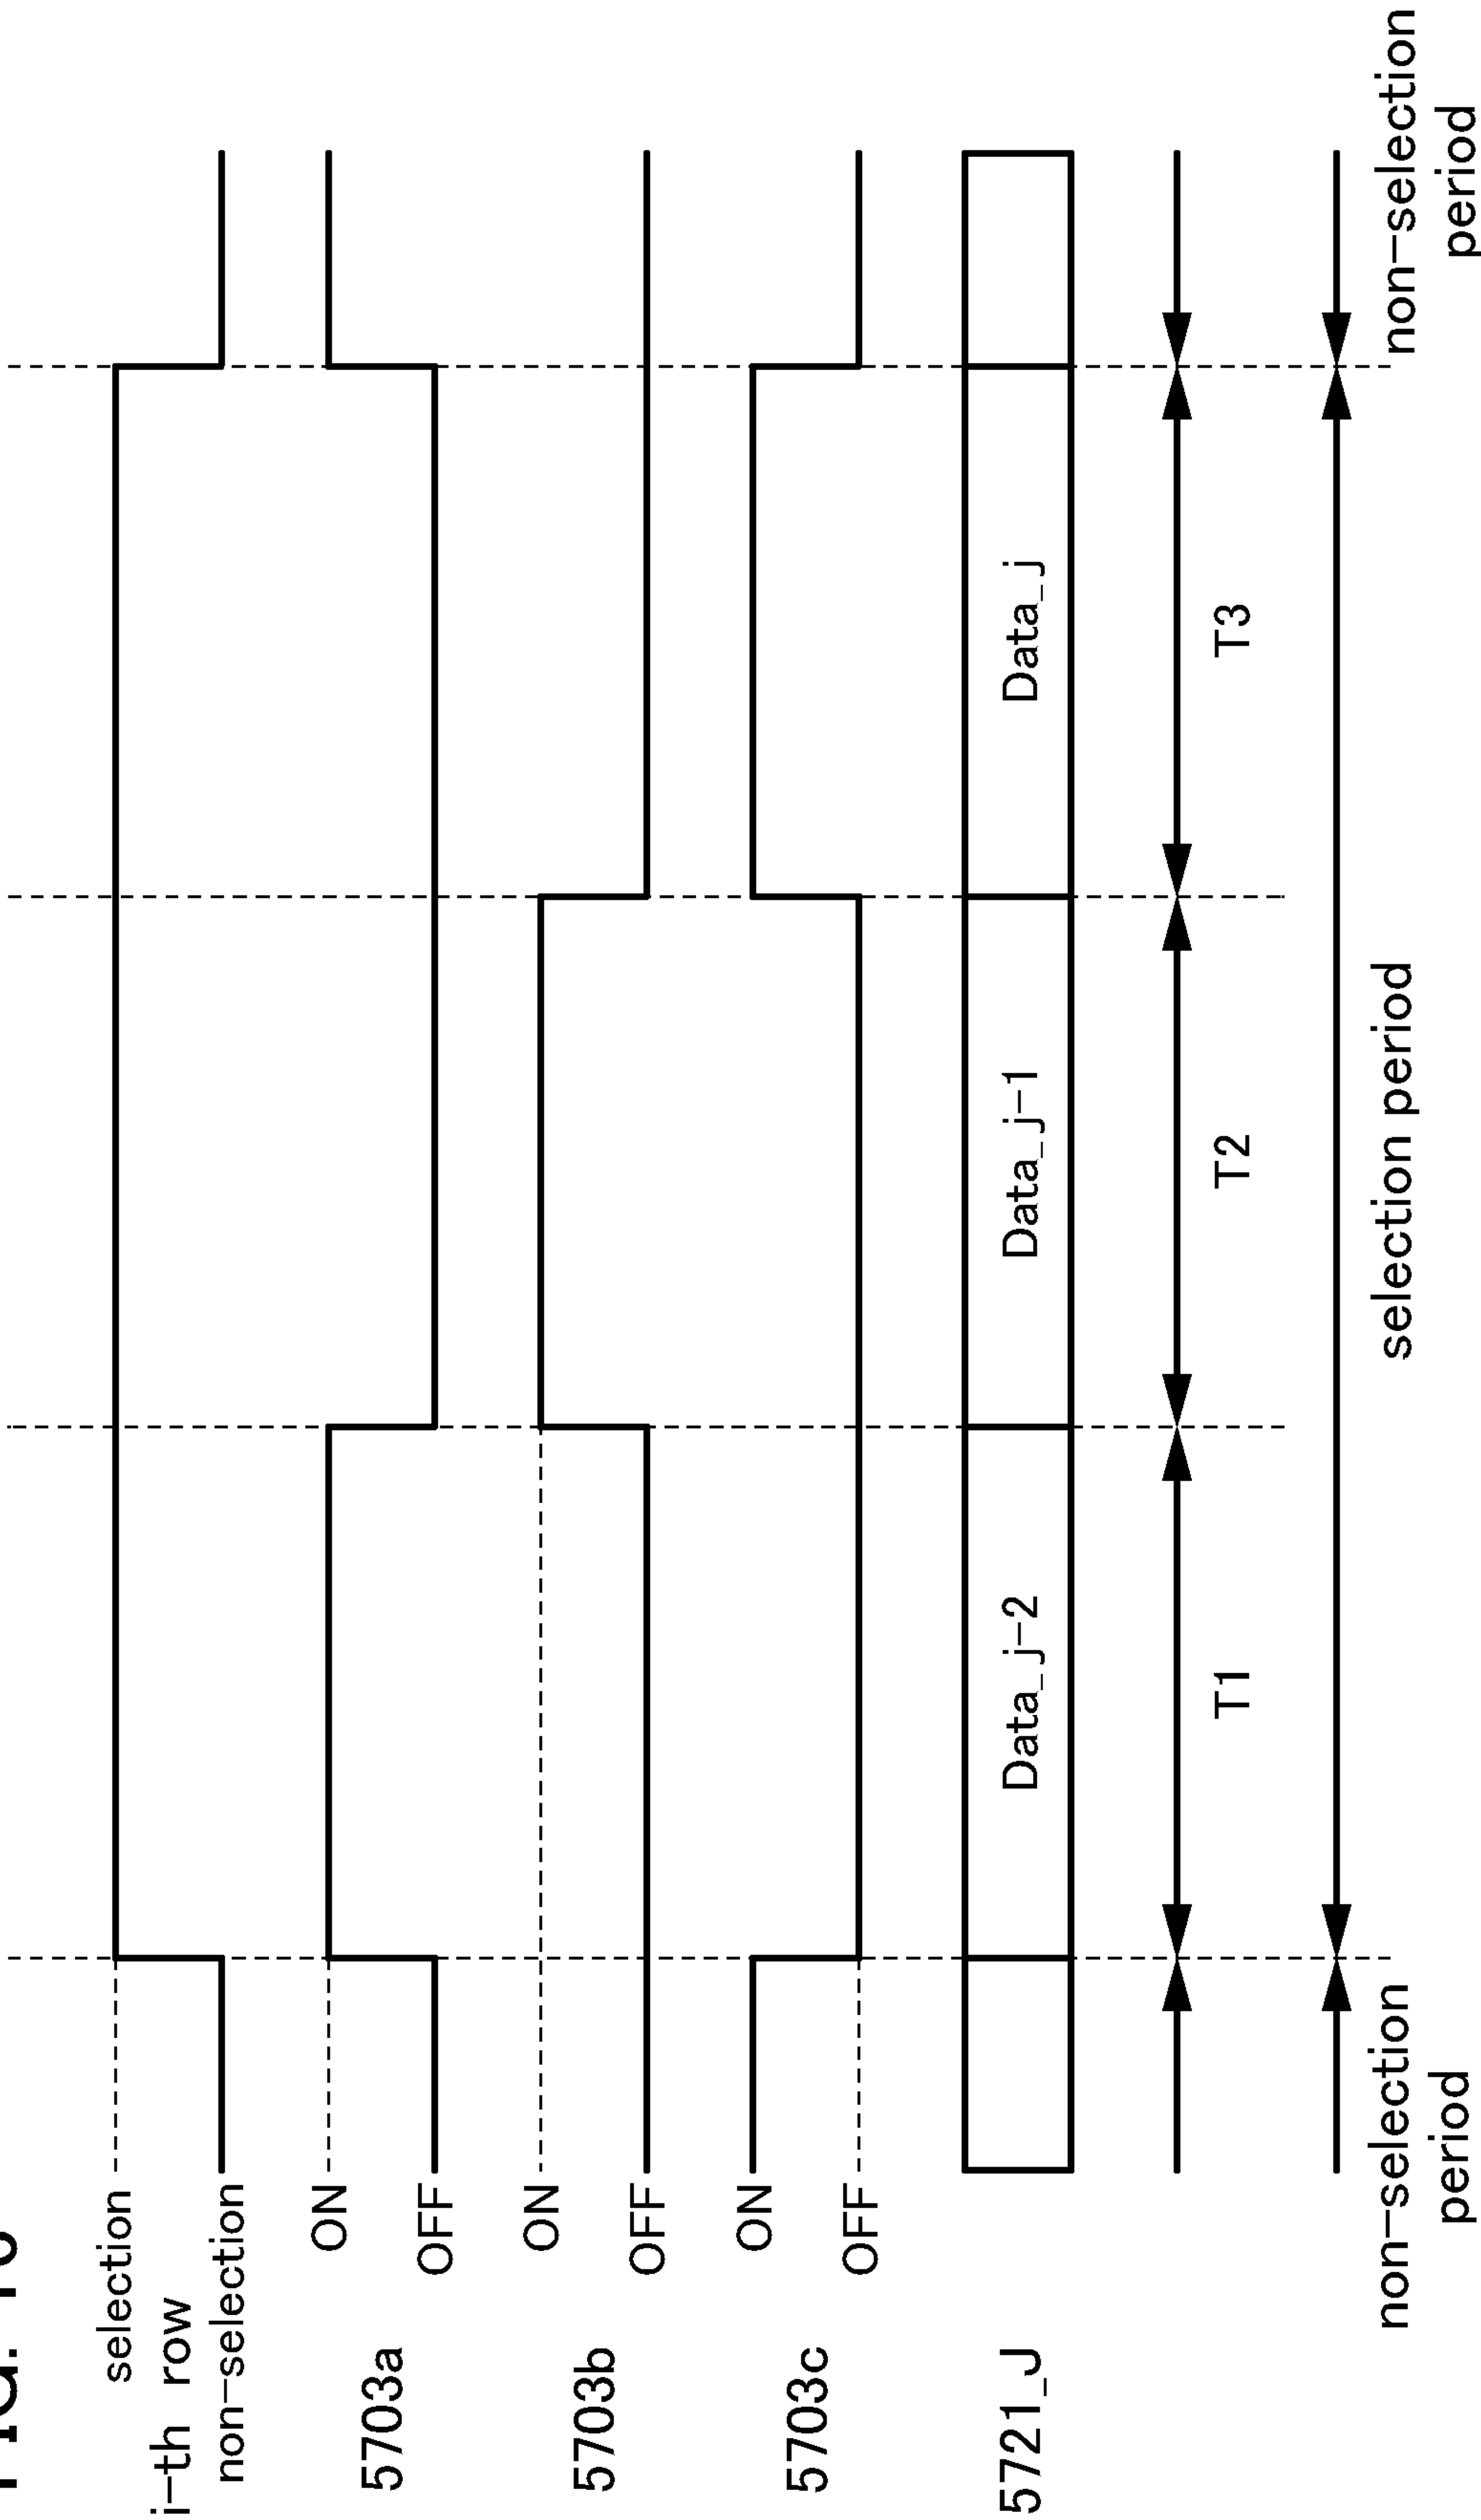 selection
i-th row
non-selection
ON
5703a
OFF
ON
5703b
OFF
ON
5703c
OFF
5721_J
Data_j-2
Data_j-1
Data_j
T1
T2
T3
non-selection
period
selection period
non-selection
period